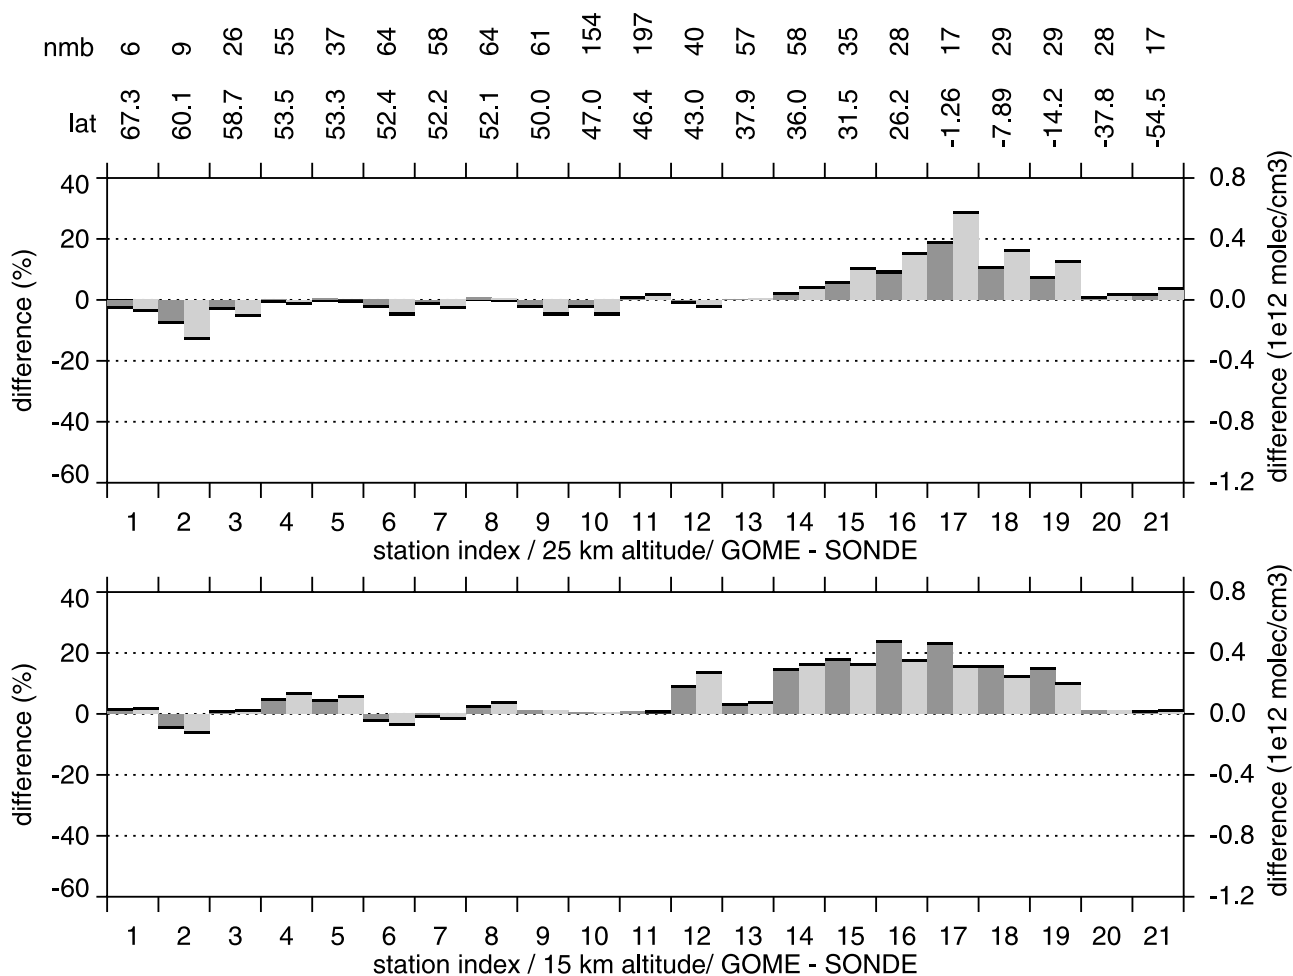 nmb 6 9 26 55 37 64 58 64 61 154 197 40 57 58 35 28 17 29 29 28 17
lat 67.3 60.1 58.7 53.5 53.3 52.4 52.2 52.1 50.0 47.0 46.4 43.0 37.9 36.0 31.5 26.2 -1.26 -7.89 -14.2 -37.8 -54.5
difference (%)
40
20
0
-20
-40
-60
0.8
0.4
0.0
-0.4
-0.8
-1.2
difference (1e12 molec/cm3)
1 2 3 4 5 6 7 8 9 10 11 12 13 14 15 16 17 18 19 20 21
station index / 25 km altitude/ GOME - SONDE
difference (%)
40
20
0
-20
-40
-60
0.8
0.4
0.0
-0.4
-0.8
-1.2
difference (1e12 molec/cm3)
1 2 3 4 5 6 7 8 9 10 11 12 13 14 15 16 17 18 19 20 21
station index / 15 km altitude/ GOME - SONDE